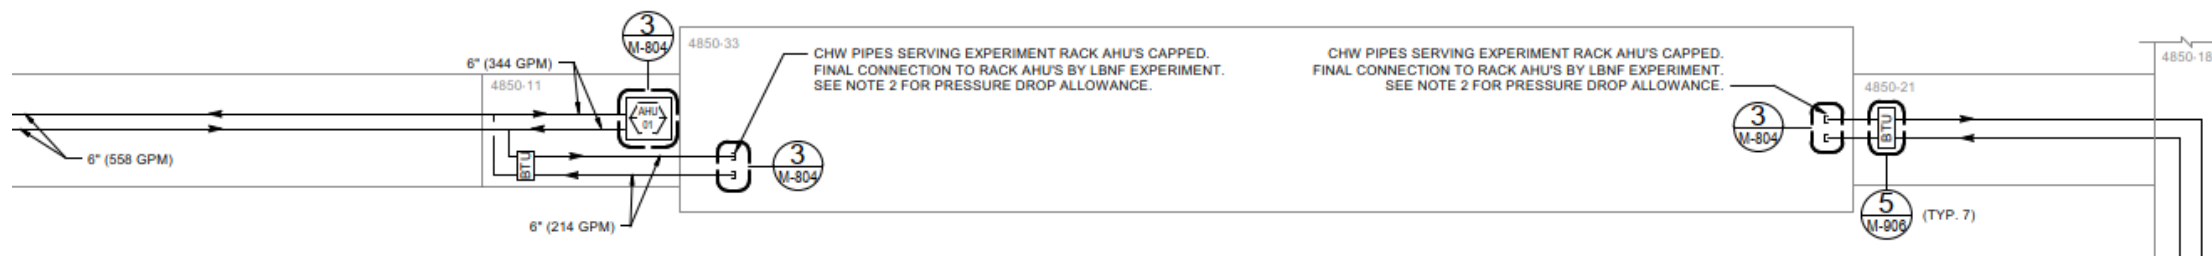 3
M-804
4850-33
6" (344 GPM)
4850-11
AHU
01
6" (558 GPM)
BTU
6" (214 GPM)
CHW PIPES SERVING EXPERIMENT RACK AHU'S CAPPED.
FINAL CONNECTION TO RACK AHU'S BY LBNF EXPERIMENT.
SEE NOTE 2 FOR PRESSURE DROP ALLOWANCE.
3
M-804
CHW PIPES SERVING EXPERIMENT RACK AHU'S CAPPED.
FINAL CONNECTION TO RACK AHU'S BY LBNF EXPERIMENT.
SEE NOTE 2 FOR PRESSURE DROP ALLOWANCE.
3
M-804
4850-21
BTU
5
M-906
(TYP. 7)
4850-18